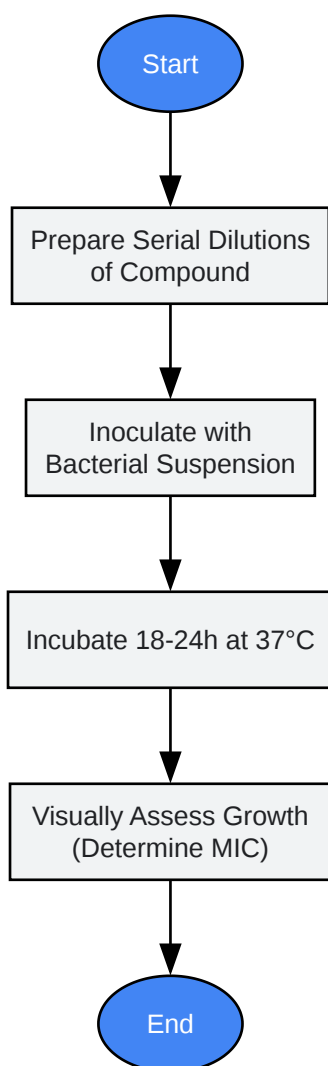 Start
Prepare Serial Dilutions
of Compound
Inoculate with
Bacterial Suspension
Incubate 18-24h at 37°C
Visually Assess Growth
(Determine MIC)
End